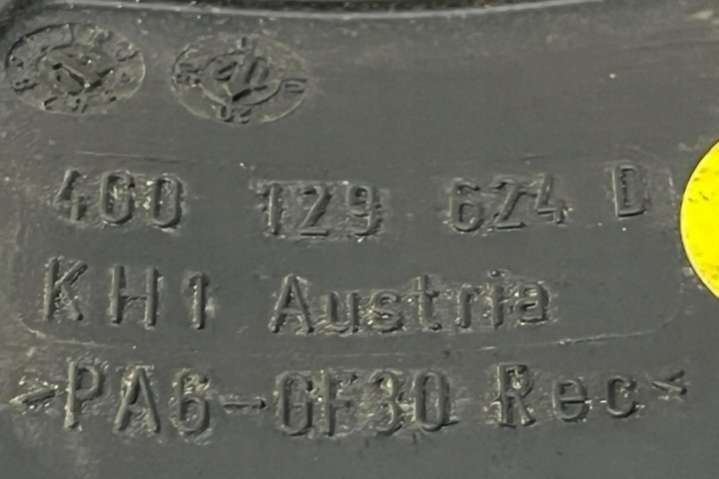 4G0 129 624 D
KH1 Austria
>PA6-GF30 Rec<